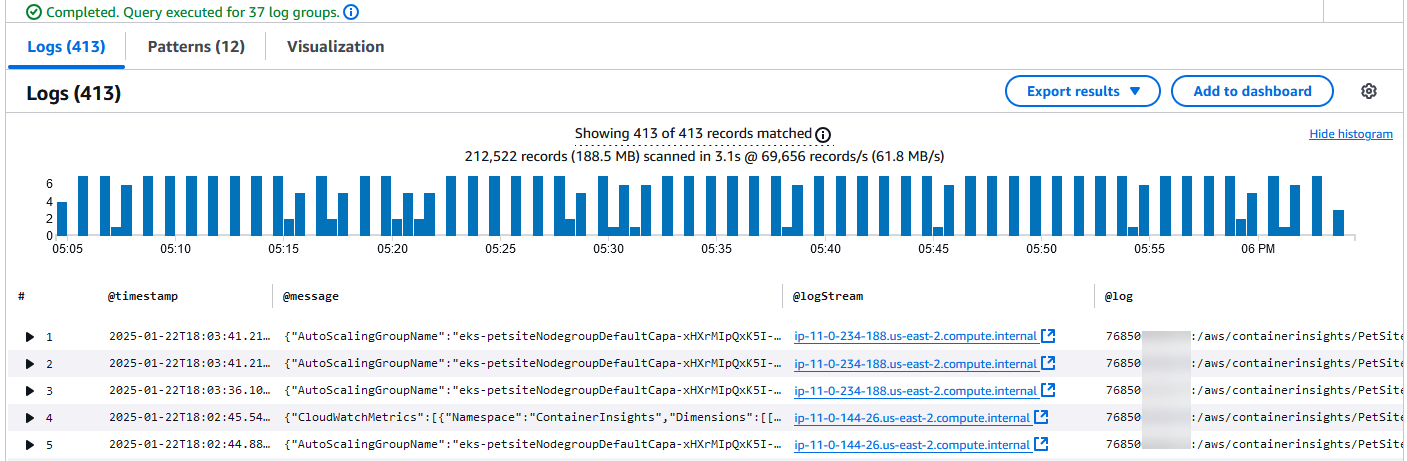 Completed. Query executed for 37 log groups.
Logs (413) Patterns (12) Visualization
Logs (413) Export results Add to dashboard
Showing 413 of 413 records matched Hide histogram
212,522 records (188.5 MB) scanned in 3.1s @ 69,656 records/s (61.8 MB/s)
6
4
2
0
05:05 05:10 05:15 05:20 05:25 05:30 05:35 05:40 05:45 05:50 05:55 06 PM
# @timestamp @message @logStream @log
1 2025-01-22T18:03:41.21… {"AutoScalingGroupName":"eks-petsiteNodegroupDefaultCapa-xHXrMIpQxK5I-… ip-11-0-234-188.us-east-2.compute.internal 76850 :/aws/containerinsights/PetSite
2 2025-01-22T18:03:41.21… {"AutoScalingGroupName":"eks-petsiteNodegroupDefaultCapa-xHXrMIpQxK5I-… ip-11-0-234-188.us-east-2.compute.internal 76850 :/aws/containerinsights/PetSite
3 2025-01-22T18:03:36.10… {"AutoScalingGroupName":"eks-petsiteNodegroupDefaultCapa-xHXrMIpQxK5I-… ip-11-0-234-188.us-east-2.compute.internal 76850 :/aws/containerinsights/PetSite
4 2025-01-22T18:02:45.54… {"CloudWatchMetrics":[{"Namespace":"ContainerInsights","Dimensions":[[… ip-11-0-144-26.us-east-2.compute.internal 76850 :/aws/containerinsights/PetSite
5 2025-01-22T18:02:44.88… {"AutoScalingGroupName":"eks-petsiteNodegroupDefaultCapa-xHXrMIpQxK5I-… ip-11-0-144-26.us-east-2.compute.internal 76850 :/aws/containerinsights/PetSite